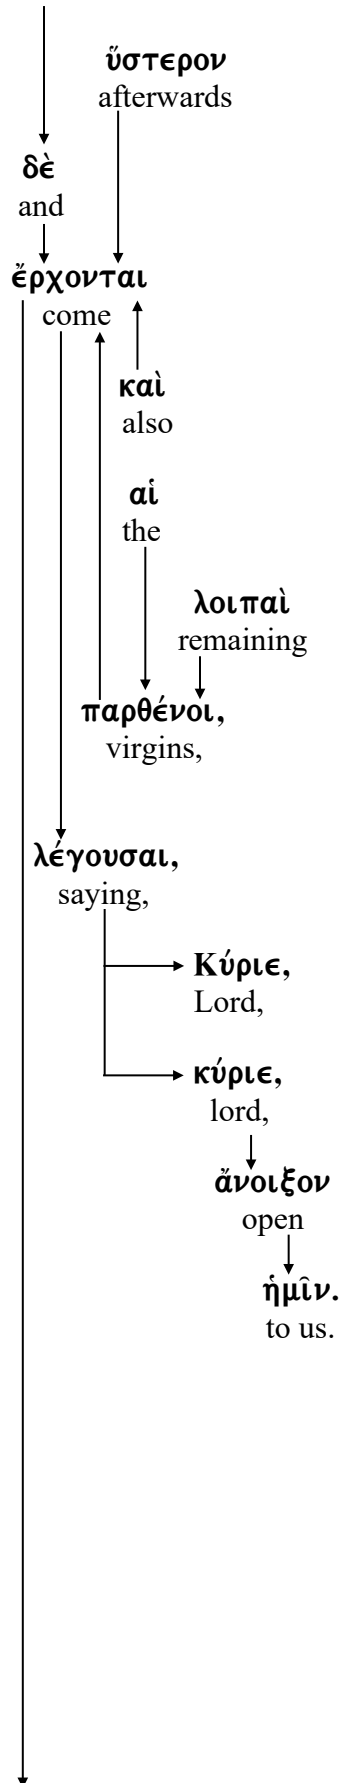 ὕστερον
afterwards
δὲ
and
ἔρχονται
come
καὶ
also
αἱ
the
λοιπαὶ
remaining
παρθένοι,
virgins,
λέγουσαι,
saying,
Κύριε,
Lord,
κύριε,
lord,
ἄνοιξον
open
ἡμῖν.
to us.